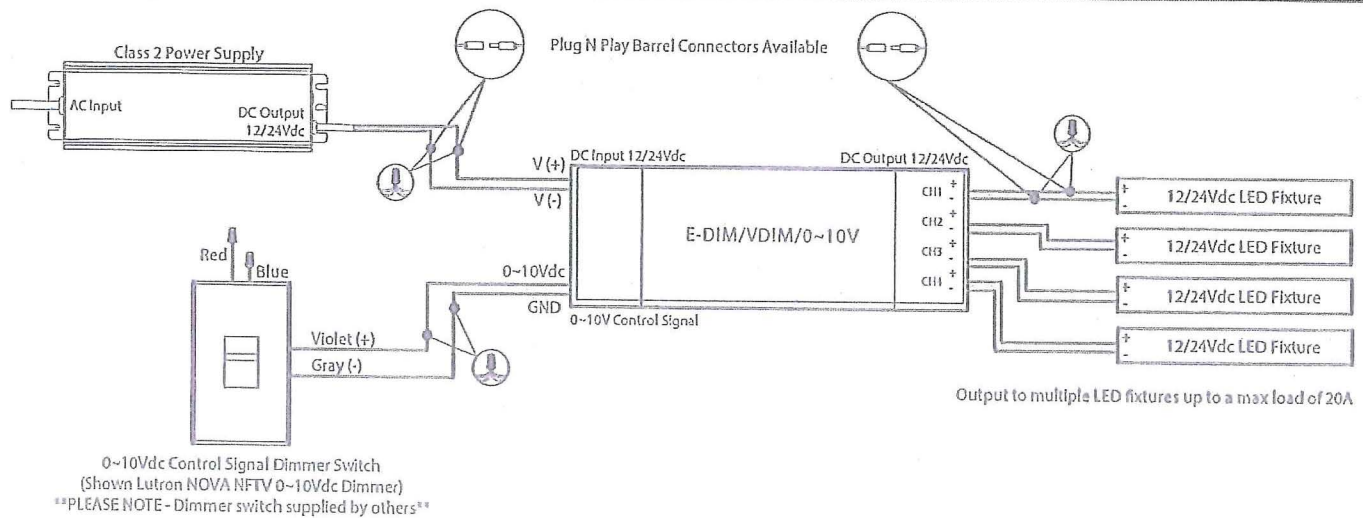 Plug N Play Barrel Connectors Available
Class 2 Power Supply
AC Input
DC Output
12/24Vdc
V (+)
V (-)
DC Input 12/24Vdc
DC Output 12/24Vdc
E-DIM/VDIM/0~10V
CH1 + -
CH2 + -
CH3 + -
CH4 + -
+ - 12/24Vdc LED Fixture
+ - 12/24Vdc LED Fixture
+ - 12/24Vdc LED Fixture
+ - 12/24Vdc LED Fixture
0~10Vdc
GND
0~10V Control Signal
Red
Blue
Violet (+)
Gray (-)
Output to multiple LED fixtures up to a max load of 20A
0~10Vdc Control Signal Dimmer Switch
(Shown Lutron NOVA NFTV 0~10Vdc Dimmer)
**PLEASE NOTE - Dimmer switch supplied by others**